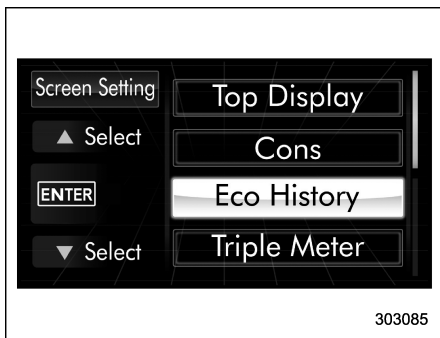 Screen Setting
Top Display
▲ Select
Cons
ENTER
Eco History
▼ Select
Triple Meter
303085